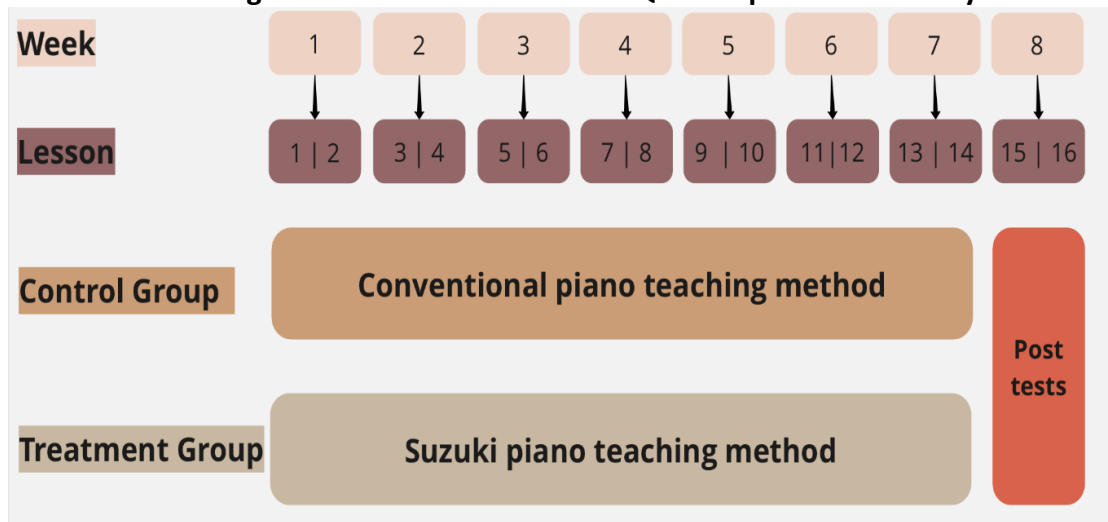 Week 1 2 3 4 5 6 7 8
Lesson 1 | 2 3 | 4 5 | 6 7 | 8 9 | 10 11|12 13 | 14 15 | 16
Control Group Conventional piano teaching method
Post
tests
Treatment Group Suzuki piano teaching method